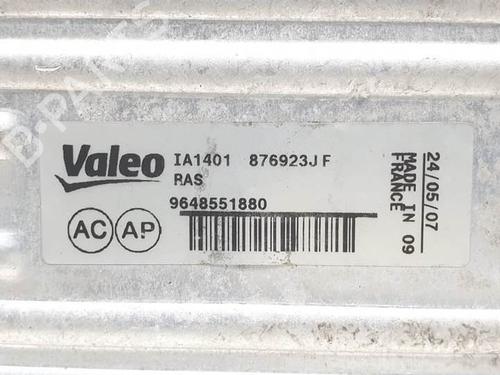 B-PARTS
Valeo
IA1401 876923J F
RAS
9648551880
AC AP
24/05/07
MADE IN 09
FRANCE